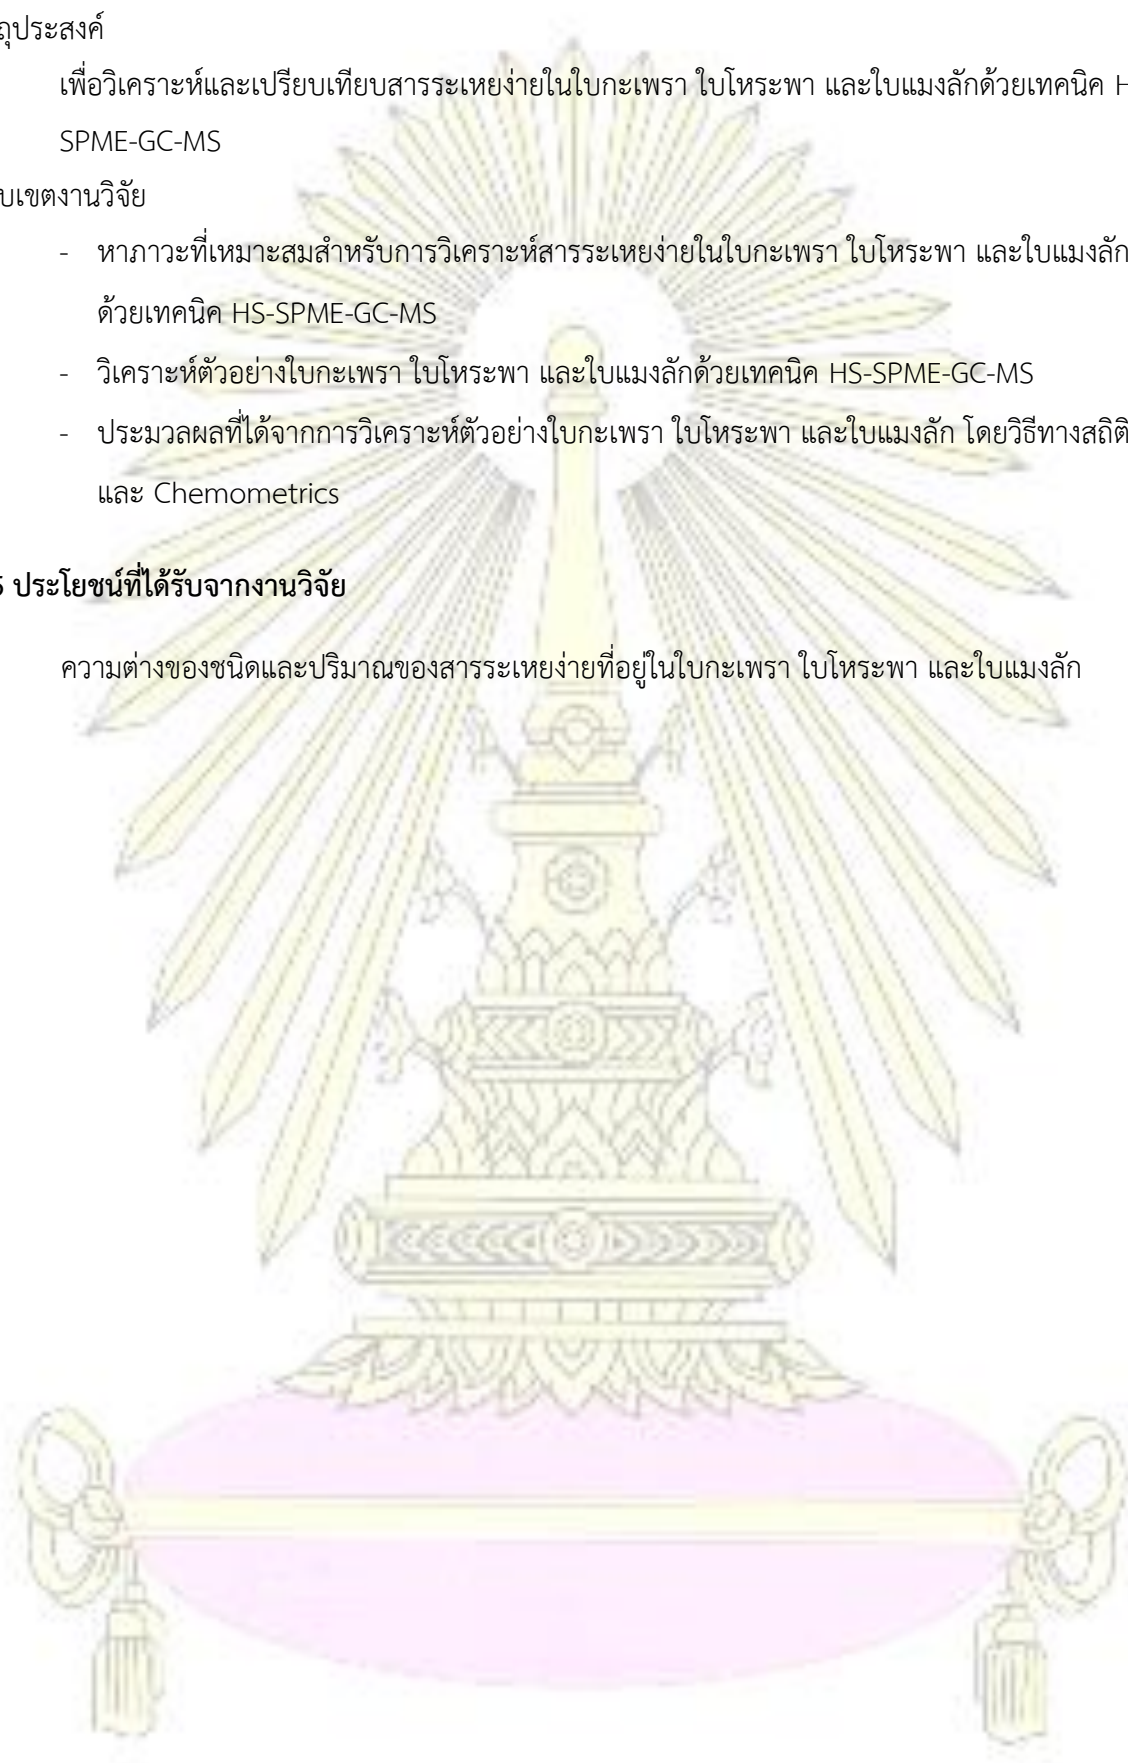 ถุประสงค์
เพื่อวิเคราะห์และเปรียบเทียบสารระเหยง่ายในใบกะเพรา ใบโหระพา และใบแมงลักด้วยเทคนิค H
SPME-GC-MS
บเขตงานวิจัย
- หาภาวะที่เหมาะสมสำหรับการวิเคราะห์สารระเหยง่ายในใบกะเพรา ใบโหระพา และใบแมงลัก
ด้วยเทคนิค HS-SPME-GC-MS
- วิเคราะห์ตัวอย่างใบกะเพรา ใบโหระพา และใบแมงลักด้วยเทคนิค HS-SPME-GC-MS
- ประมวลผลที่ได้จากการวิเคราะห์ตัวอย่างใบกะเพรา ใบโหระพา และใบแมงลัก โดยวิธีทางสถิติ
และ Chemometrics
5 ประโยชน์ที่ได้รับจากงานวิจัย
ความต่างของชนิดและปริมาณของสารระเหยง่ายที่อยู่ในใบกะเพรา ใบโหระพา และใบแมงลัก